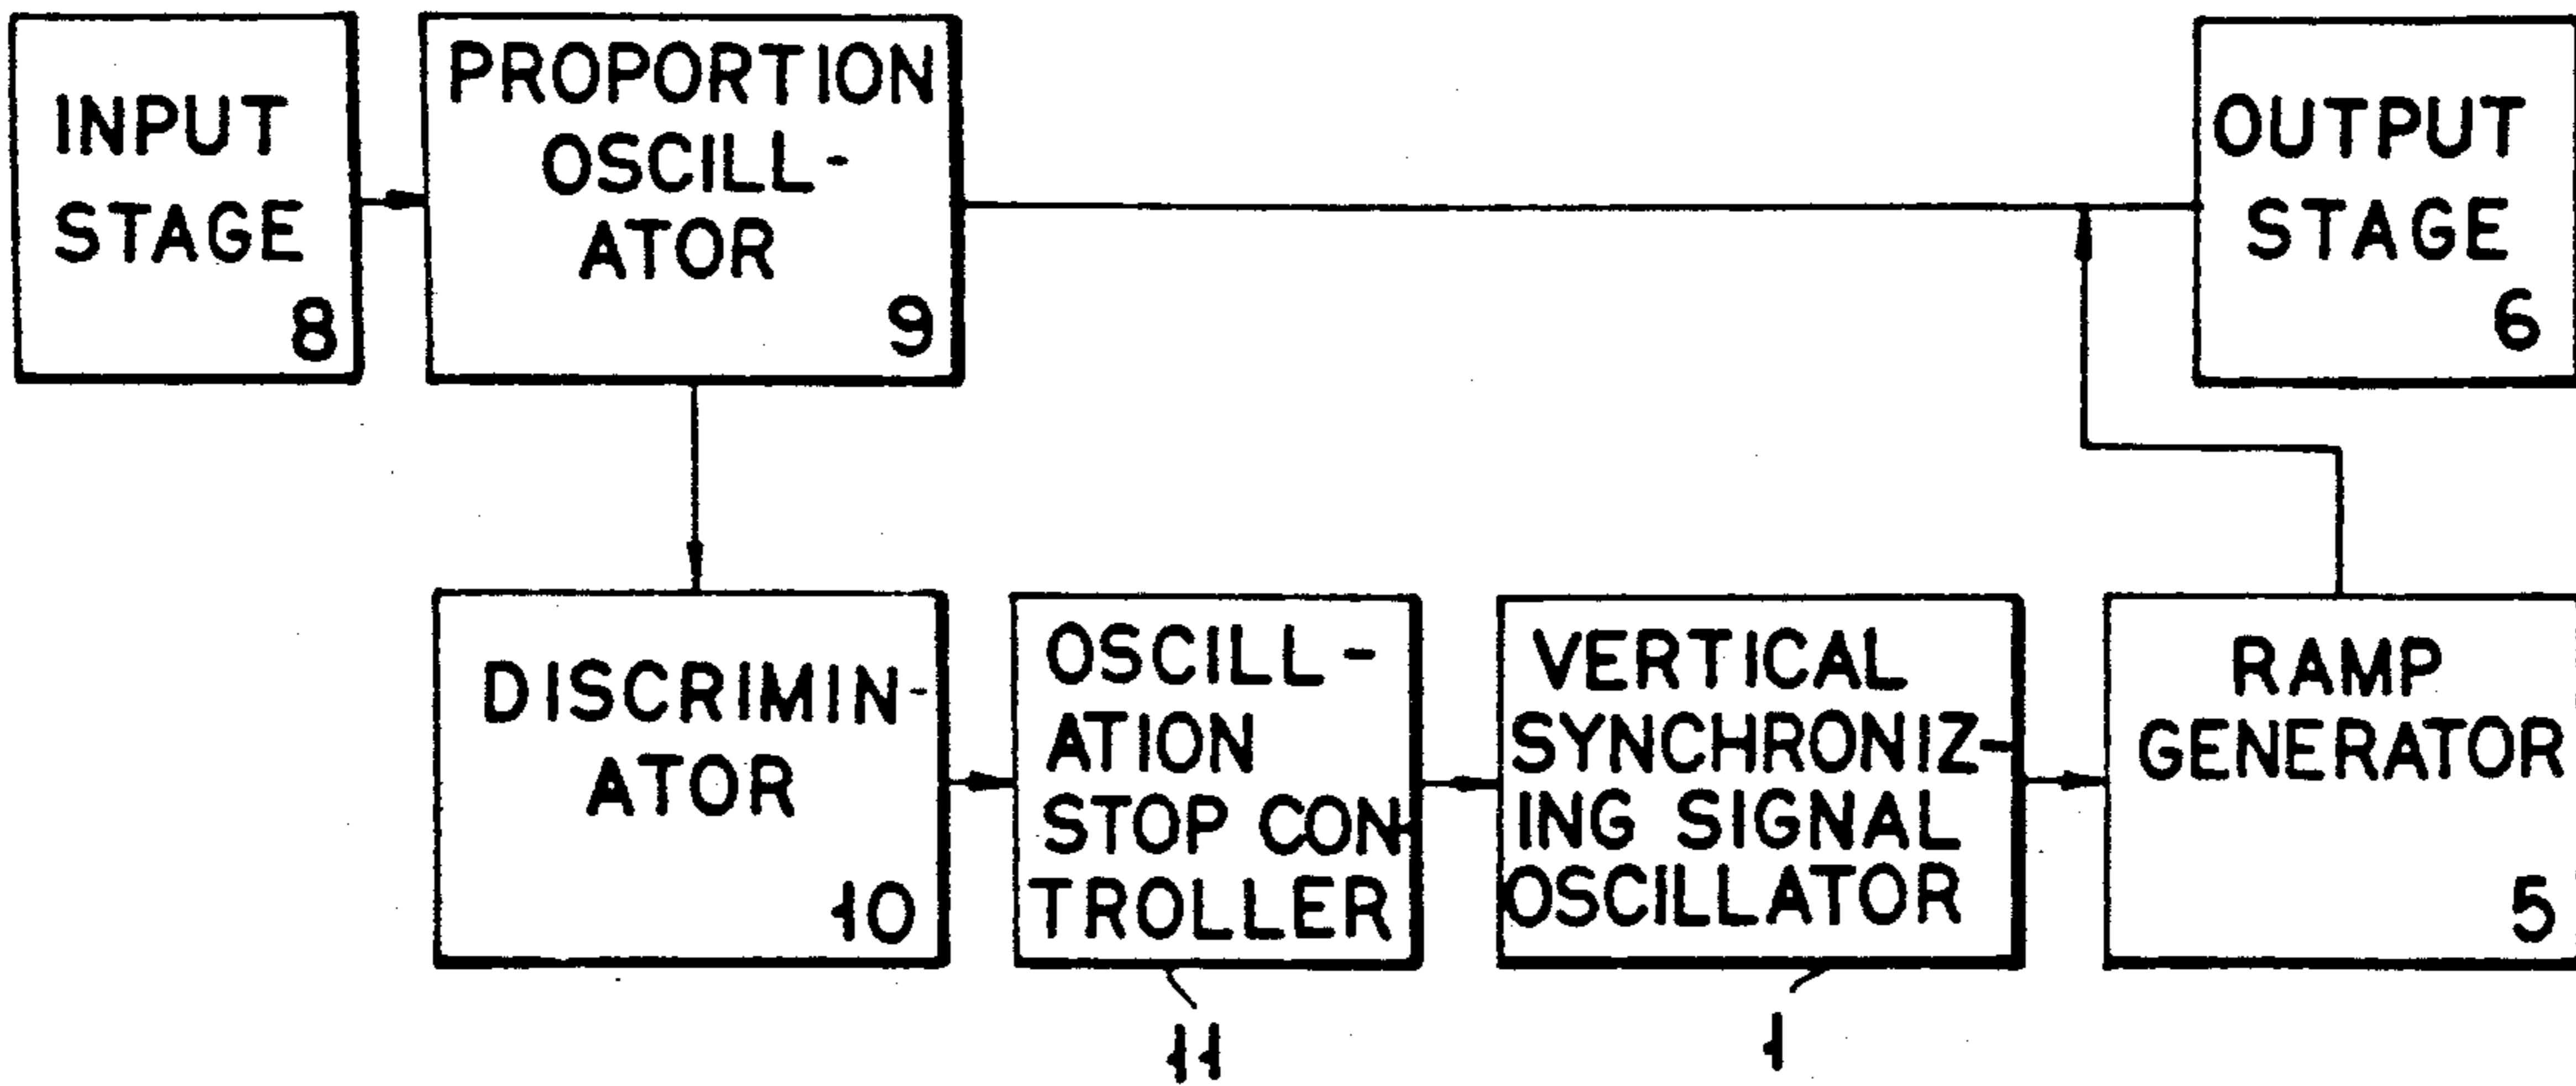 INPUT
STAGE
8
PROPORTION
OSCILL-
ATOR
9
OUTPUT
STAGE
6
DISCRIMIN-
ATOR
10
OSCILL-
ATION
STOP CON-
TROLLER
11
VERTICAL
SYNCHRONIZ-
ING SIGNAL
OSCILLATOR
1
RAMP
GENERATOR
5